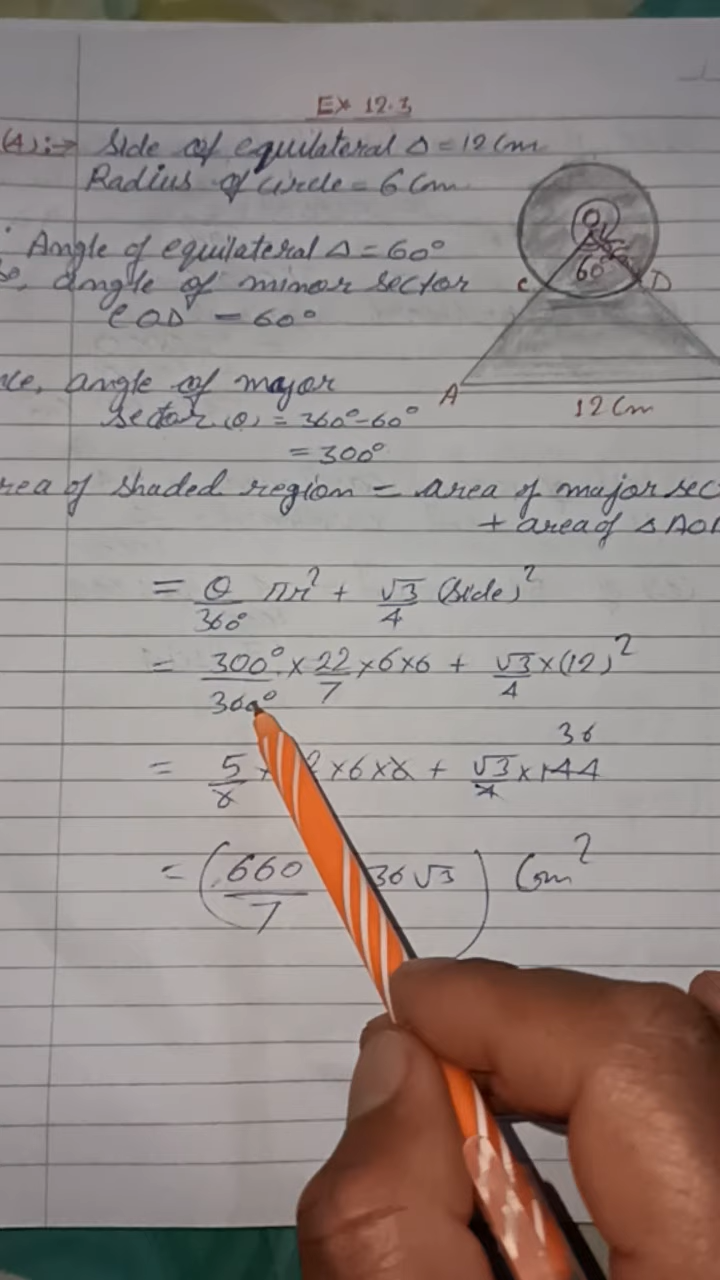 Ex 12.3
(4):→ Side of equilateral Δ = 12 Cm
Radius of circle = 6 Cm
Angle of equilateral Δ = 60°
angle of minor sector
COD = 60°
angle of major
sector (θ) = 360° - 60°
= 300°
of shaded region = area of major
+ area of Δ
= θ/360° πr² + √3/4 (side)²
= 300°/360° × 22/7 × 6 × 6 + √3/4 × (12)²
36
= 5/6 × × 6 × 6 + √3/4 × 144
= (660/7 36√3) Cm²
O
60°
C D
A
12 Cm